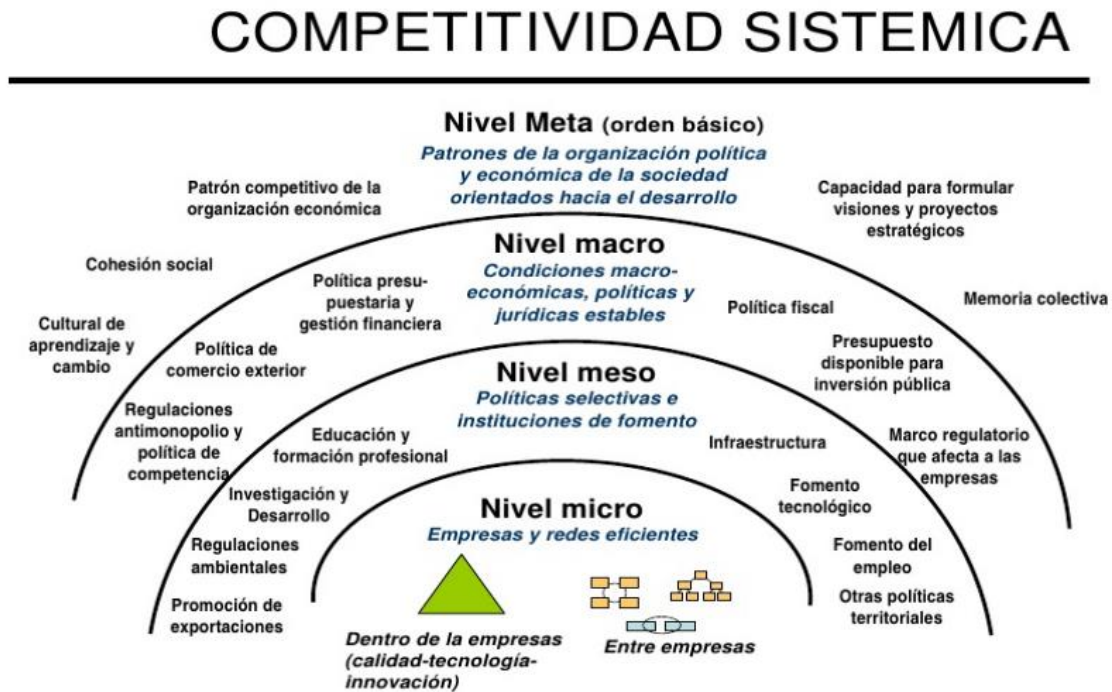 COMPETITIVIDAD SISTEMICA
Nivel Meta (orden básico)
Patrones de la organización política
y económica de la sociedad
orientados hacia el desarrollo
Patrón competitivo de la
organización económica
Capacidad para formular
visiones y proyectos
estratégicos
Cohesión social
Memoria colectiva
Cultural de
aprendizaje y
cambio
Nivel macro
Condiciones macro-
económicas, políticas y
jurídicas estables
Política presu-
puestaria y
gestión financiera
Política fiscal
Política de
comercio exterior
Presupuesto
disponible para
inversión pública
Regulaciones
antimonopolio y
política de
competencia
Marco regulatorio
que afecta a las
empresas
Nivel meso
Políticas selectivas e
instituciones de fomento
Educación y
formación profesional
Infraestructura
Investigación y
Desarrollo
Fomento
tecnológico
Regulaciones
ambientales
Fomento del
empleo
Promoción de
exportaciones
Otras políticas
territoriales
Nivel micro
Empresas y redes eficientes
Dentro de la empresas
(calidad-tecnología-
innovación)
Entre empresas